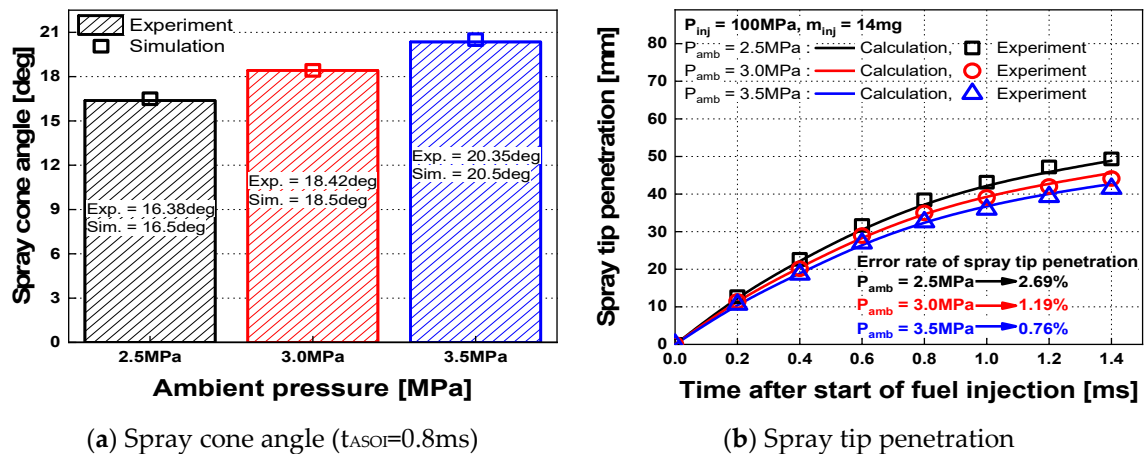 Experiment
Simulation
Spray cone angle [deg]
21
18
15
12
9
6
3
0
Exp. = 16.38deg
Sim. = 16.5deg
Exp. = 18.42deg
Sim. = 18.5deg
Exp. = 20.35deg
Sim. = 20.5deg
2.5MPa 3.0MPa 3.5MPa
Ambient pressure [MPa]
(a) Spray cone angle (tASOI=0.8ms)
Pinj = 100MPa, minj = 14mg
Pamb = 2.5MPa : Calculation, Experiment
Pamb = 3.0MPa : Calculation, Experiment
Pamb = 3.5MPa : Calculation, Experiment
Spray tip penetration [mm]
80
70
60
50
40
30
20
10
0
Error rate of spray tip penetration
Pamb = 2.5MPa 2.69%
Pamb = 3.0MPa 1.19%
Pamb = 3.5MPa 0.76%
0.0 0.2 0.4 0.6 0.8 1.0 1.2 1.4
Time after start of fuel injection [ms]
(b) Spray tip penetration